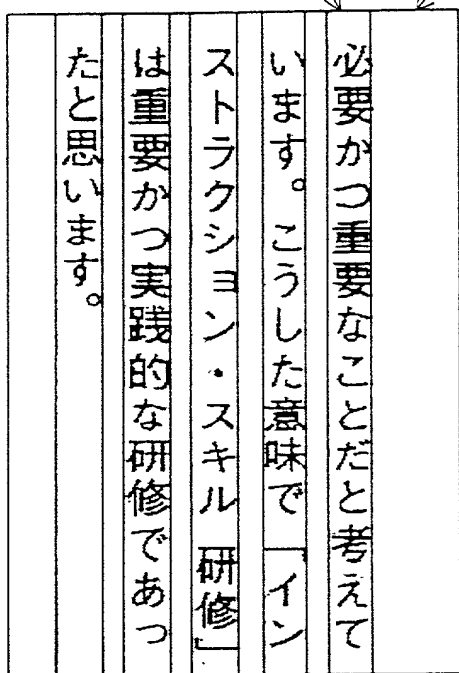 必要かつ重要なことだと考えて
います。こうした意味で「イン
ストラクション・スキル研修」
は重要かつ実践的な研修であっ
たと思います。